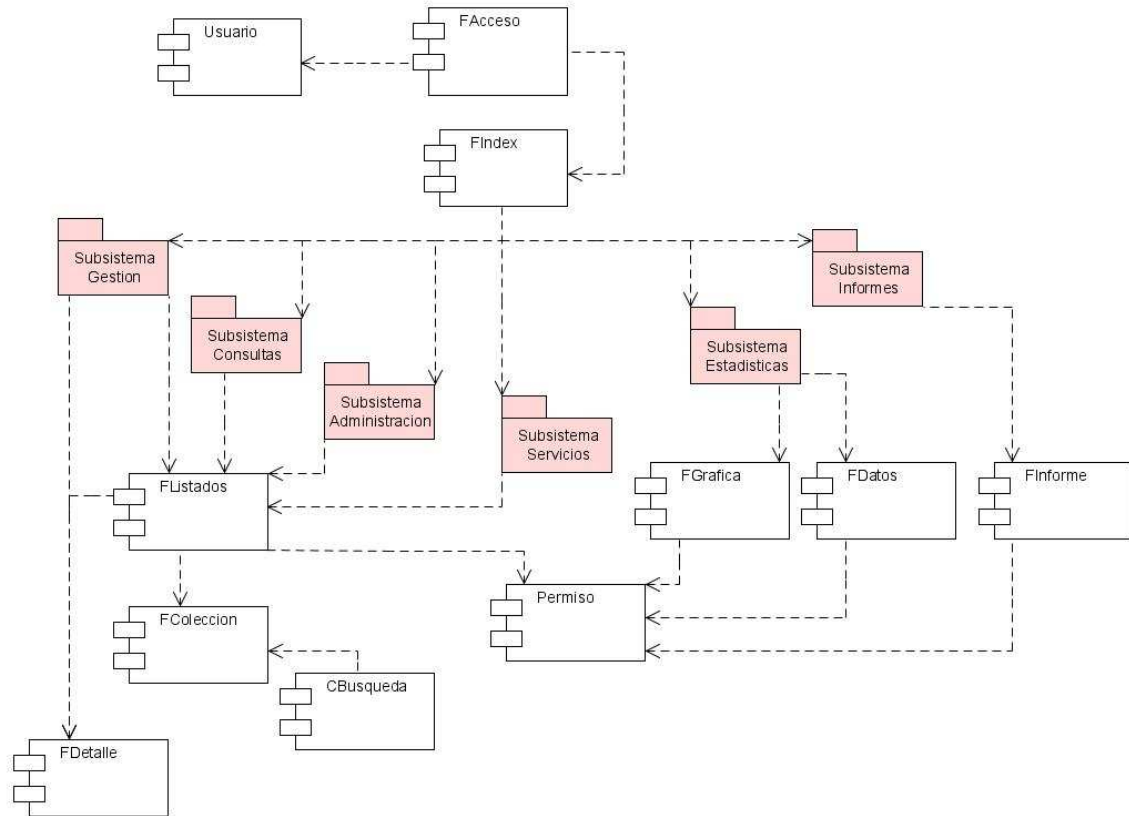 Usuario
FAcceso
FIndex
Subsistema
Gestion
Subsistema
Informes
Subsistema
Consultas
Subsistema
Estadisticas
Subsistema
Administracion
Subsistema
Servicios
FListados
FGrafica
FDatos
FInforme
Permiso
FColeccion
CBusqueda
FDetalle